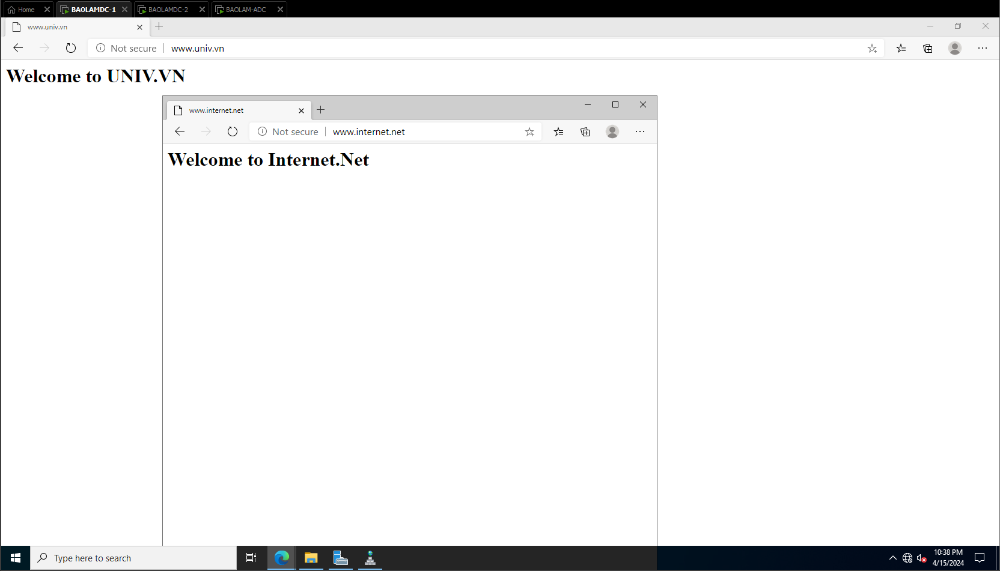 Home
BAOLAMDC-1
BAOLAMDC-2
BAOLAM-ADC
www.univ.vn
Not secure
www.univ.vn
Welcome to UNIV.VN
www.internet.net
Not secure
www.internet.net
Welcome to Internet.Net
Type here to search
10:38 PM
4/15/2024